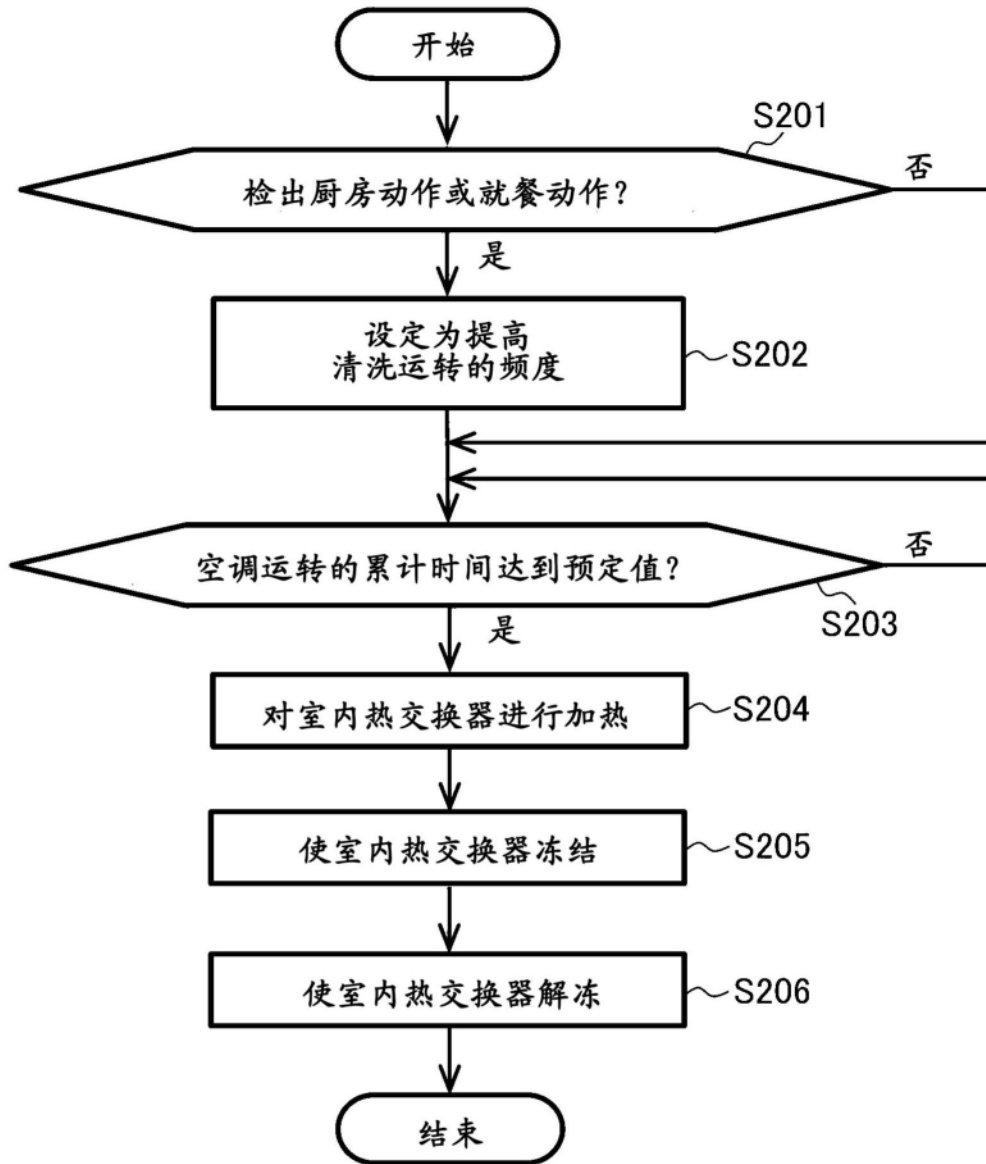 开始
S201
检出厨房动作或就餐动作？
否
是
设定为提高
清洗运转的频度
S202
空调运转的累计时间达到预定值？
否
S203
是
对室内热交换器进行加热
S204
使室内热交换器冻结
S205
使室内热交换器解冻
S206
结束